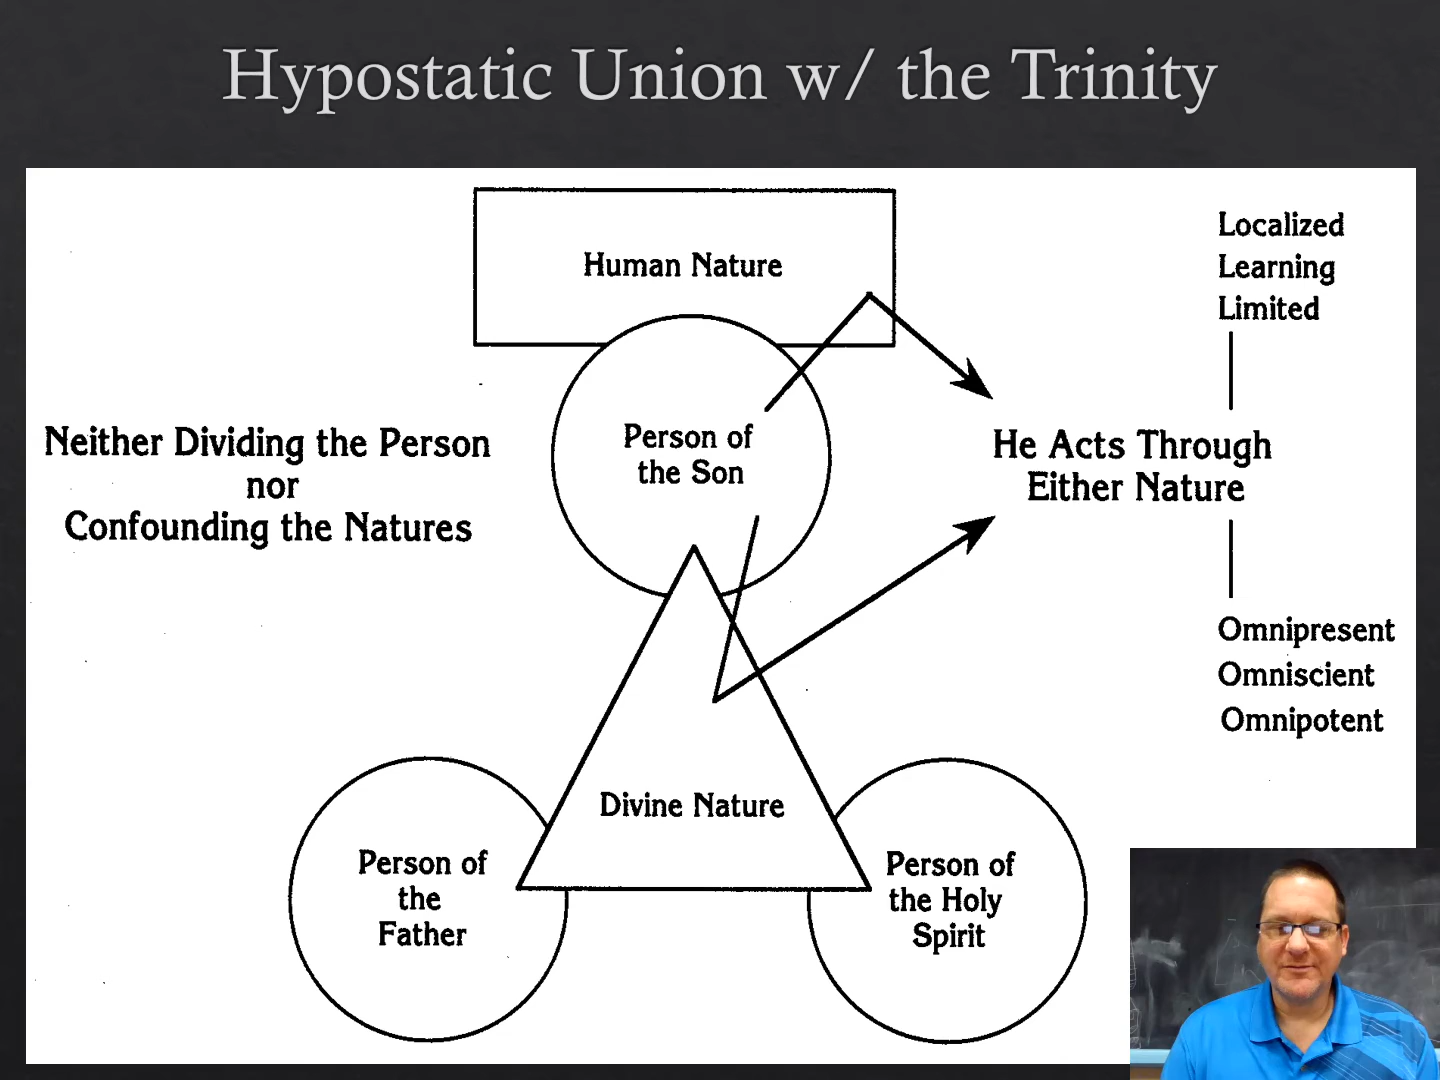 Hypostatic Union w/ the Trinity
Human Nature
Localized
Learning
Limited
Person of
the Son
Neither Dividing the Person
nor
Confounding the Natures
He Acts Through
Either Nature
Omnipresent
Omniscient
Omnipotent
Divine Nature
Person of
the
Father
Person of
the Holy
Spirit